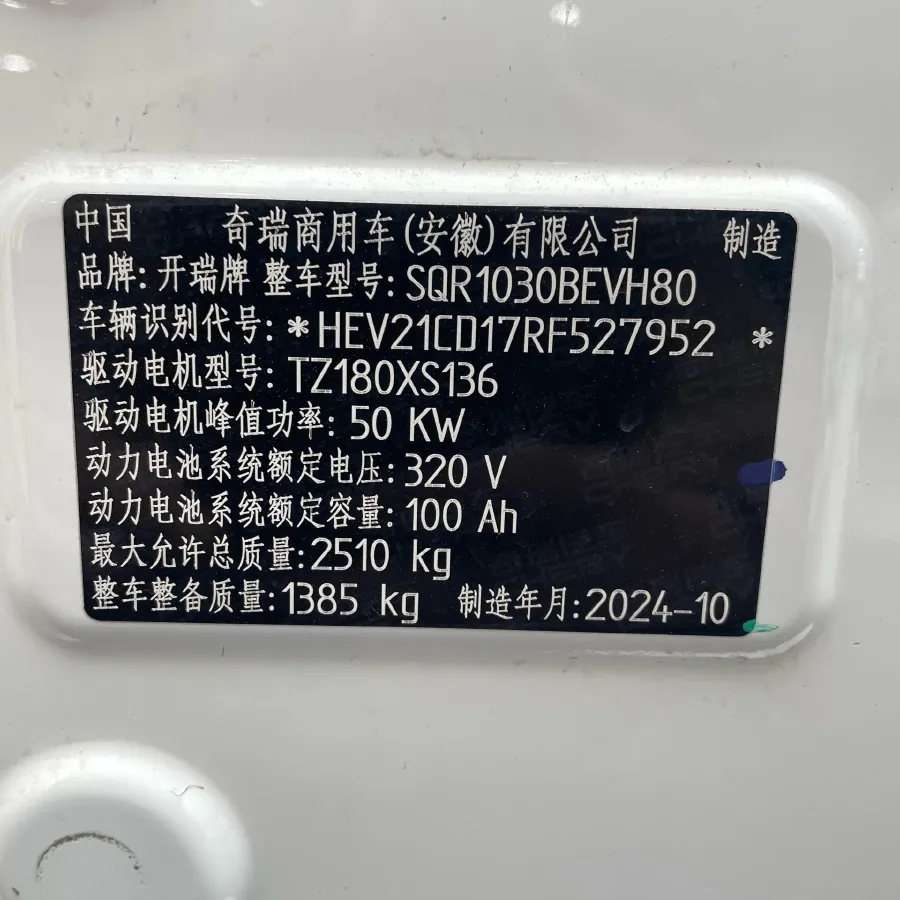 中国 奇瑞商用车(安徽)有限公司 制造
品牌: 开瑞牌 整车型号: SQR1030BEVH80
车辆识别代号: *HEV21CD17RF527952 *
驱动电机型号: TZ180XS136
驱动电机峰值功率: 50 KW
动力电池系统额定电压: 320 V
动力电池系统额定容量: 100 Ah
最大允许总质量: 2510 kg
整车整备质量: 1385 kg 制造年月: 2024-10